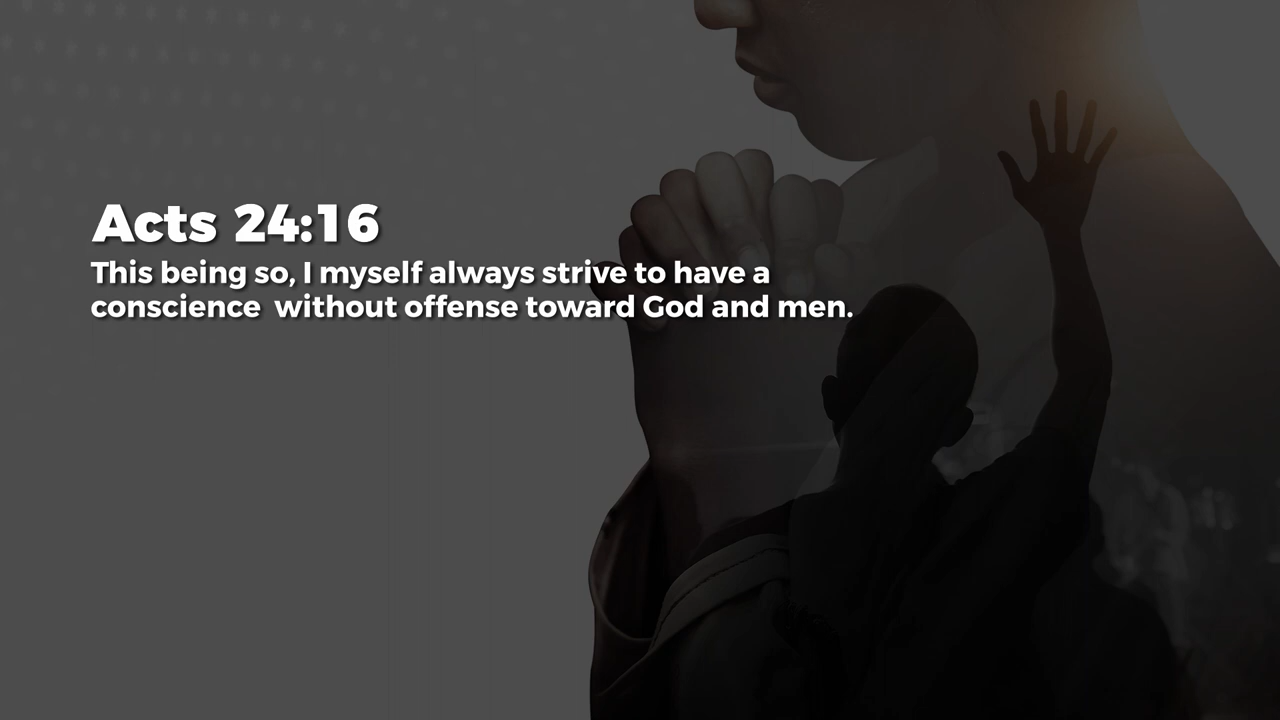 Acts 24:16
This being so, I myself always strive to have a
conscience  without offense toward God and men.